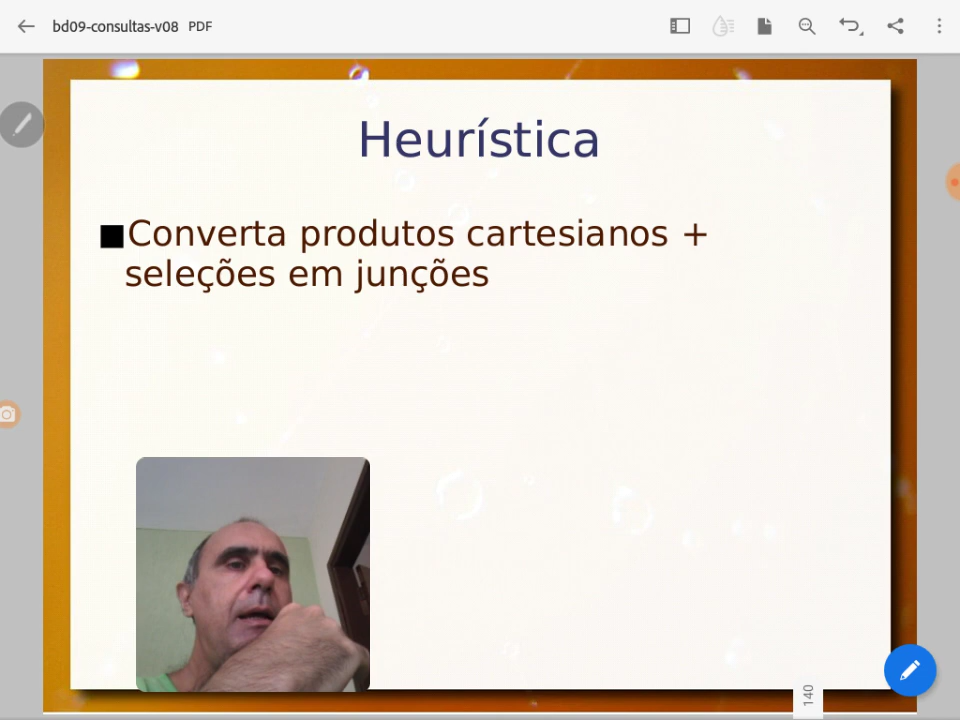 bd09-consultas-v08 PDF
Heurística
Converta produtos cartesianos +
seleções em junções
140